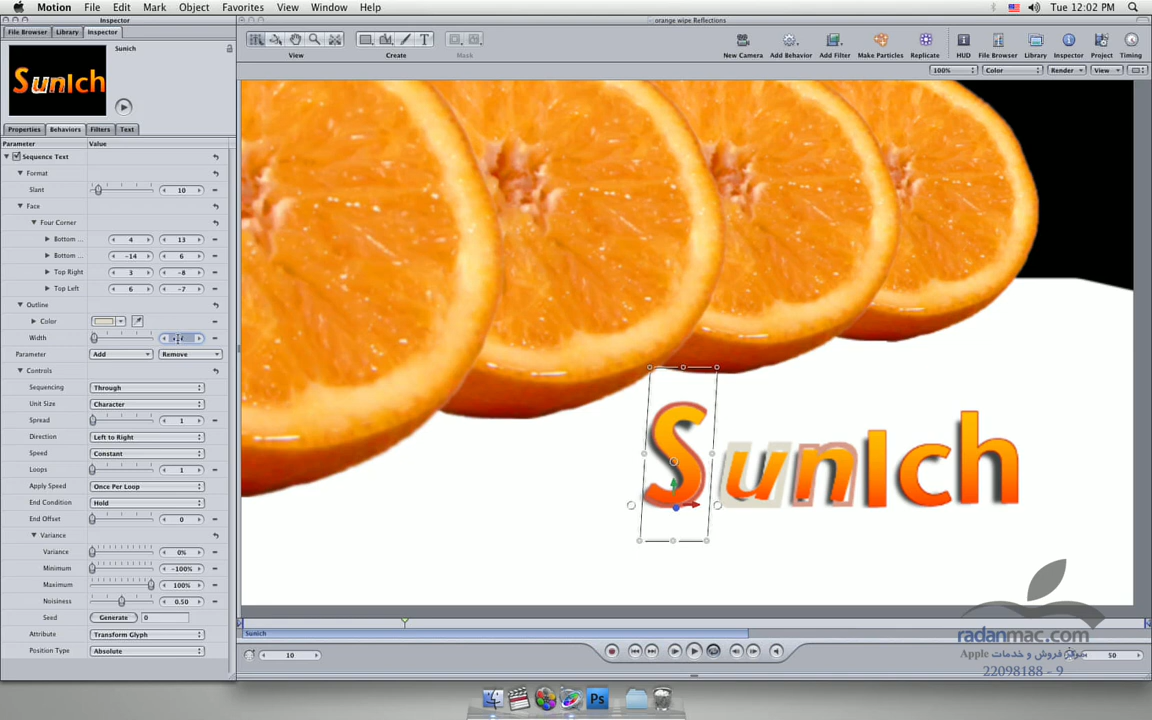 Motion File Edit Mark Object Favorites View Window Help
Tue 12:02 PM
Inspector
orange wipe Reflections
File Browser Library Inspector
Sunich
SunIch
View
Create
Mask
New Camera Add Behavior Add Filter Make Particles Replicate HUD File Browser Library Inspector Project Timing
100% Color Render View
Properties Behaviors Filters Text
Parameter Value
Sequence Text
Format
Slant 10
Face
Four Corner
Bottom ... 4 13
Bottom ... -14 6
Top Right 3 -8
Top Left 6 -7
Outline
Color
Width
Parameter Add Remove
Controls
Sequencing Through
Unit Size Character
Spread 1
Direction Left to Right
Speed Constant
Loops 1
Apply Speed Once Per Loop
End Condition Hold
End Offset 0
Variance
Variance 0%
Minimum -100%
Maximum 100%
Noisiness 0.50
Seed Generate 0
Attribute Transform Glyph
Position Type Absolute
SunIch
Sunich
10
50
radanmac.com
مرکز فروش و خدمات Apple
22098188 - 9
Ps